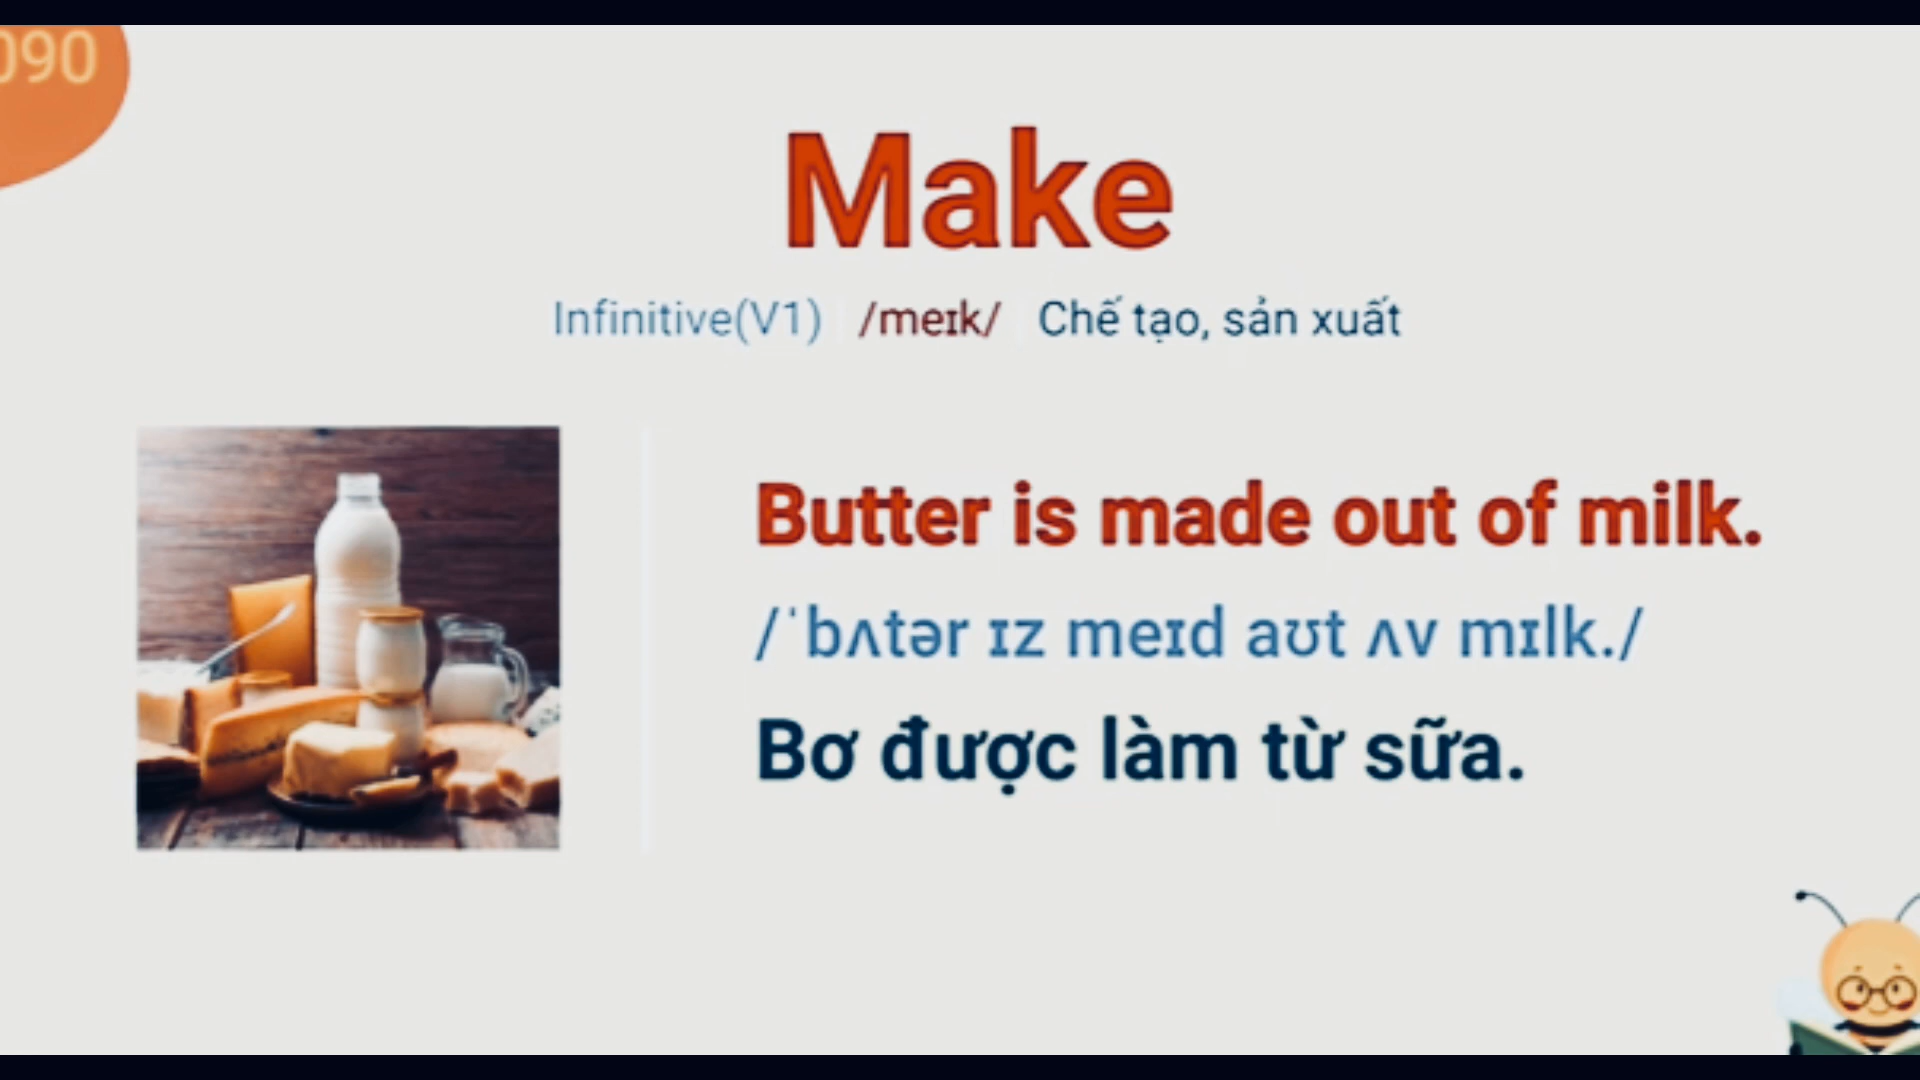 090
Make
Infinitive(V1) /meɪk/ Chế tạo, sản xuất
Butter is made out of milk.
/ˈbʌtər ɪz meɪd aʊt ʌv mɪlk./
Bơ được làm từ sữa.